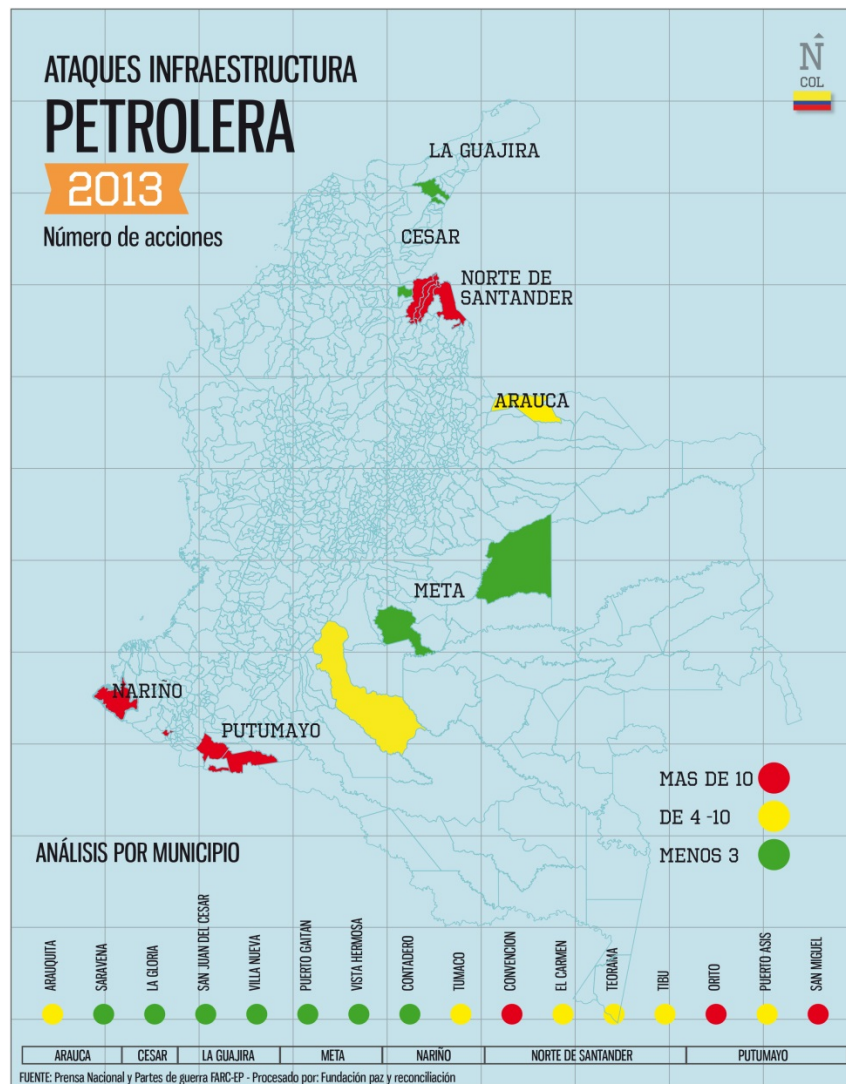 ATAQUES INFRAESTRUCTURA
PETROLERA
2013
Número de acciones
N
COL
LA GUAJIRA
CESAR
NORTE DE
SANTANDER
ARAUCA
META
NARIÑO
PUTUMAYO
MAS DE 10
DE 4 -10
MENOS 3
ANÁLISIS POR MUNICIPIO
ARAUQUITA
SARAVENA
LA GLORIA
SAN JUAN DEL CESAR
VILLA NUEVA
PUERTO GAITAN
VISTA HERMOSA
CONTADERO
TUMACO
CONVENCION
EL CARMEN
TEORAMA
TIBU
ORITO
PUERTO ASIS
SAN MIGUEL
ARAUCA
CESAR
LA GUAJIRA
META
NARIÑO
NORTE DE SANTANDER
PUTUMAYO
FUENTE: Prensa Nacional y Partes de guerra FARC-EP - Procesado por: Fundación paz y reconciliación